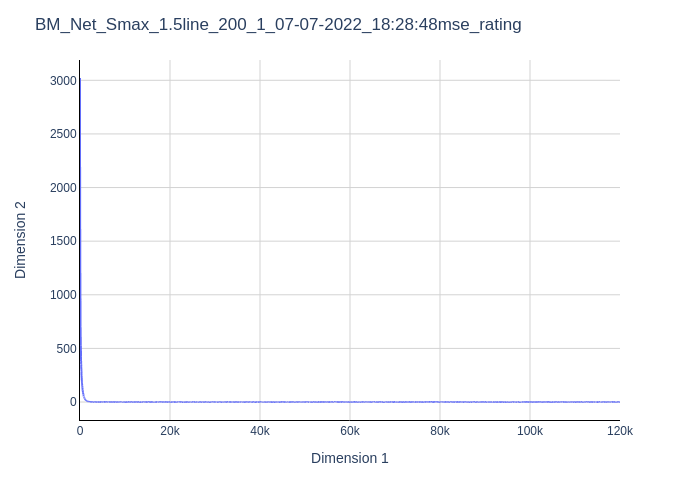 BM_Net_Smax_1.5line_200_1_07-07-2022_18:28:48mse_rating
3000
2500
2000
1500
1000
500
0
Dimension 2
0 20k 40k 60k 80k 100k 120k
Dimension 1